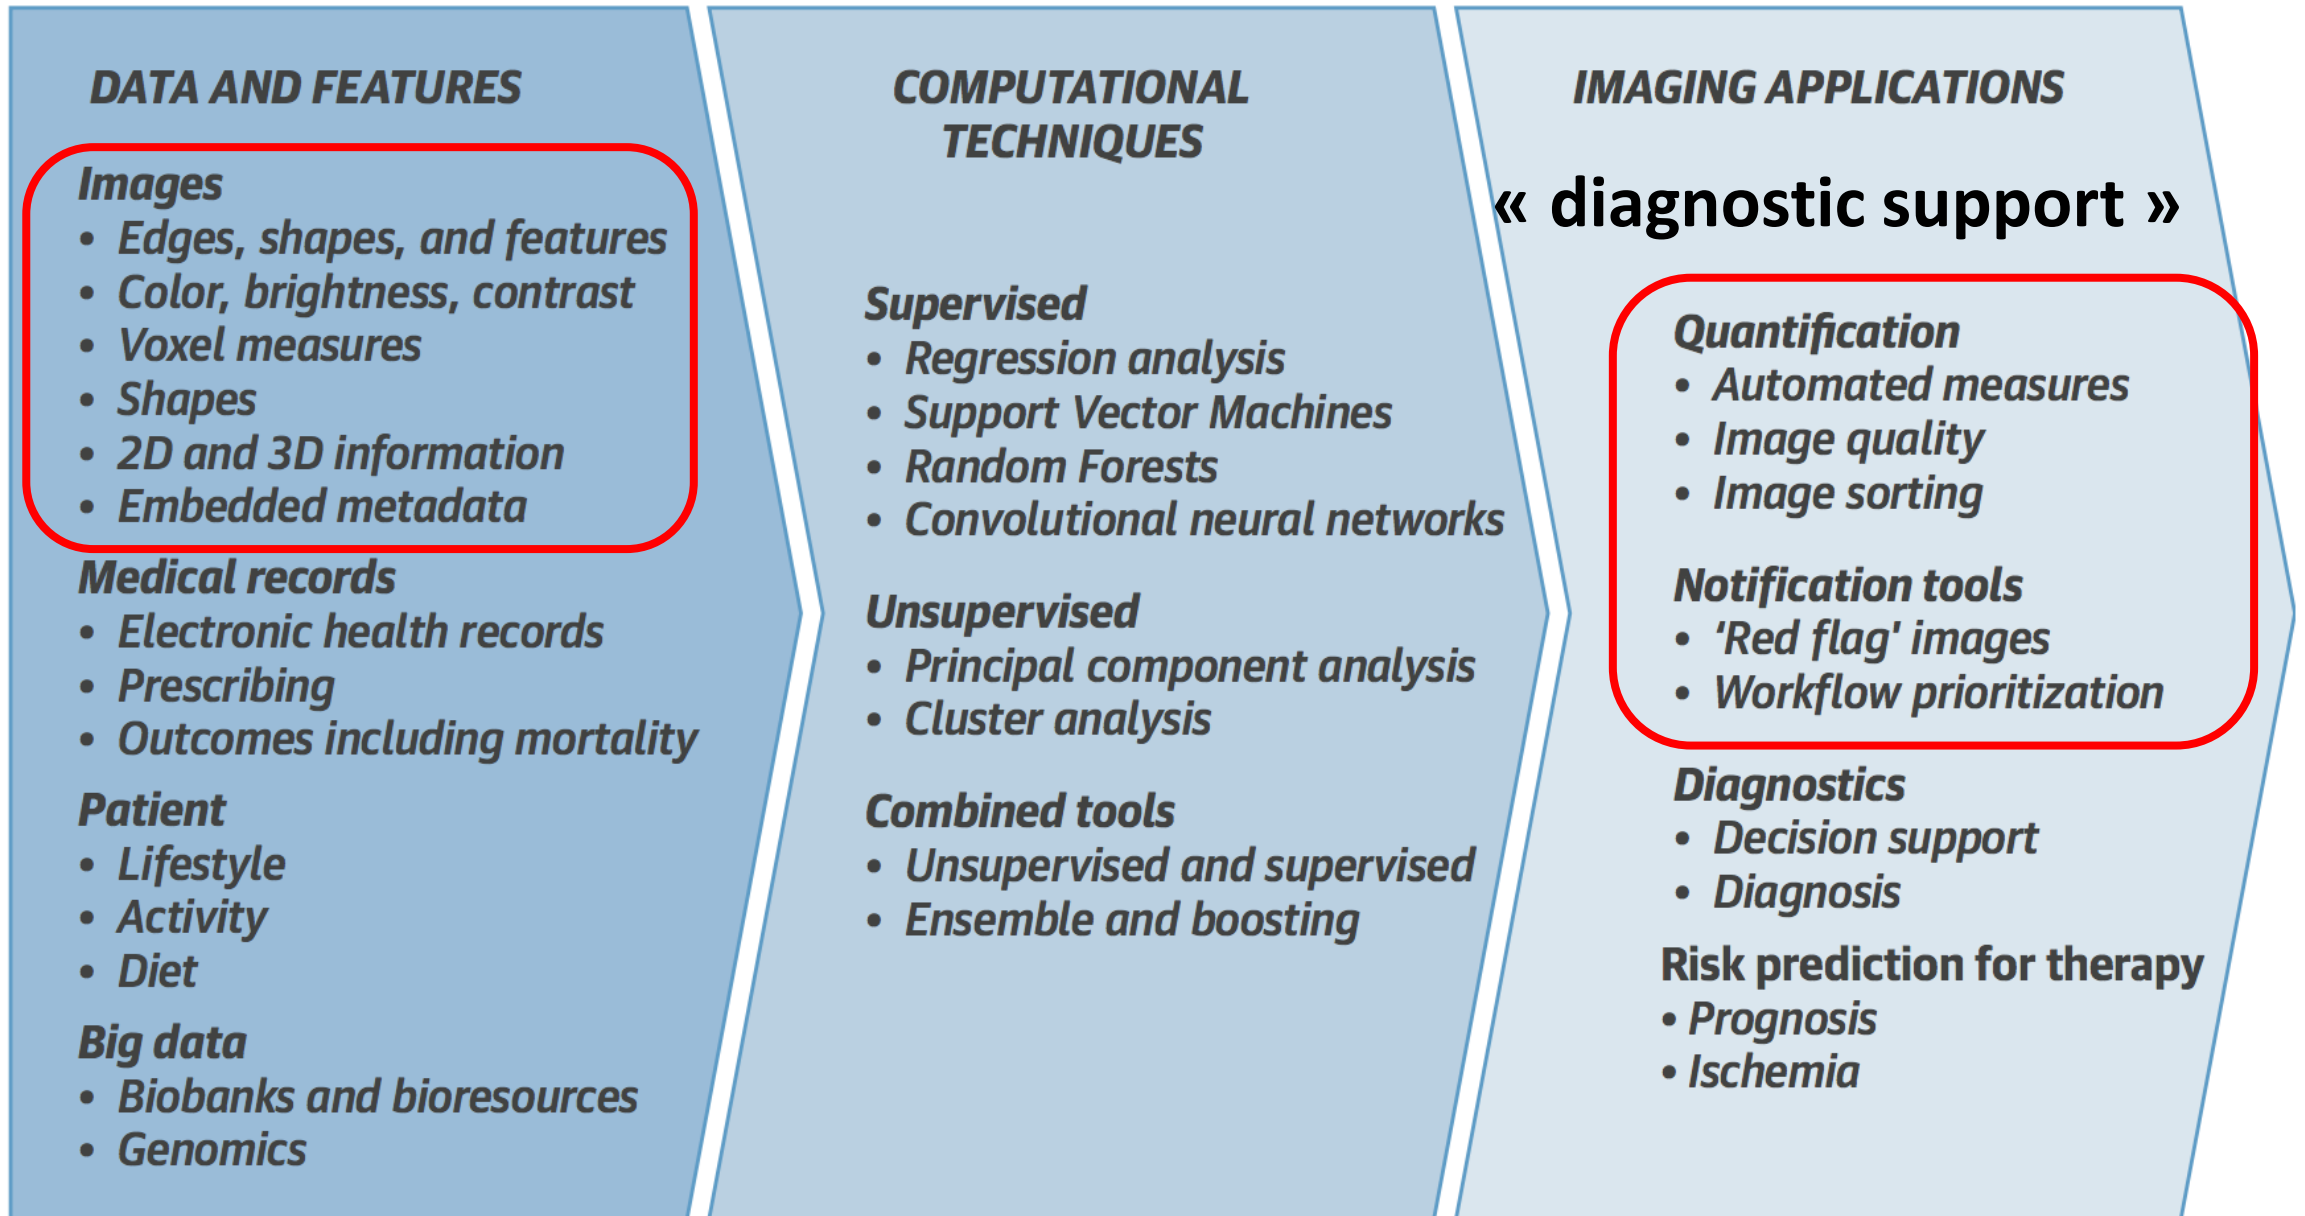 DATA AND FEATURES
Images
• Edges, shapes, and features
• Color, brightness, contrast
• Voxel measures
• Shapes
• 2D and 3D information
• Embedded metadata
Medical records
• Electronic health records
• Prescribing
• Outcomes including mortality
Patient
• Lifestyle
• Activity
• Diet
Big data
• Biobanks and bioresources
• Genomics
COMPUTATIONAL
TECHNIQUES
Supervised
• Regression analysis
• Support Vector Machines
• Random Forests
• Convolutional neural networks
Unsupervised
• Principal component analysis
• Cluster analysis
Combined tools
• Unsupervised and supervised
• Ensemble and boosting
IMAGING APPLICATIONS
« diagnostic support »
Quantification
• Automated measures
• Image quality
• Image sorting
Notification tools
• ‘Red flag' images
• Workflow prioritization
Diagnostics
• Decision support
• Diagnosis
Risk prediction for therapy
• Prognosis
• Ischemia